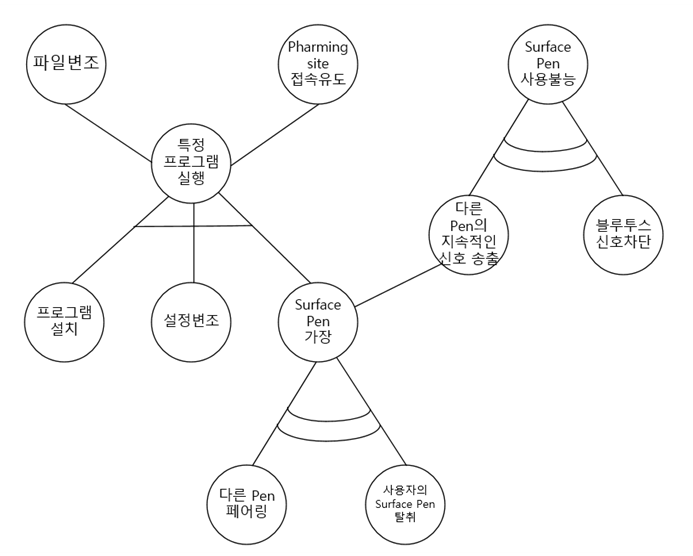 파일변조
Pharming
site
접속유도
Surface
Pen
사용불능
특정
프로그램
실행
다른
Pen의
지속적인
신호 송출
블루투스
신호차단
프로그램
설치
설정변조
Surface
Pen
가장
다른 Pen
페어링
사용자의
Surface Pen
탈취